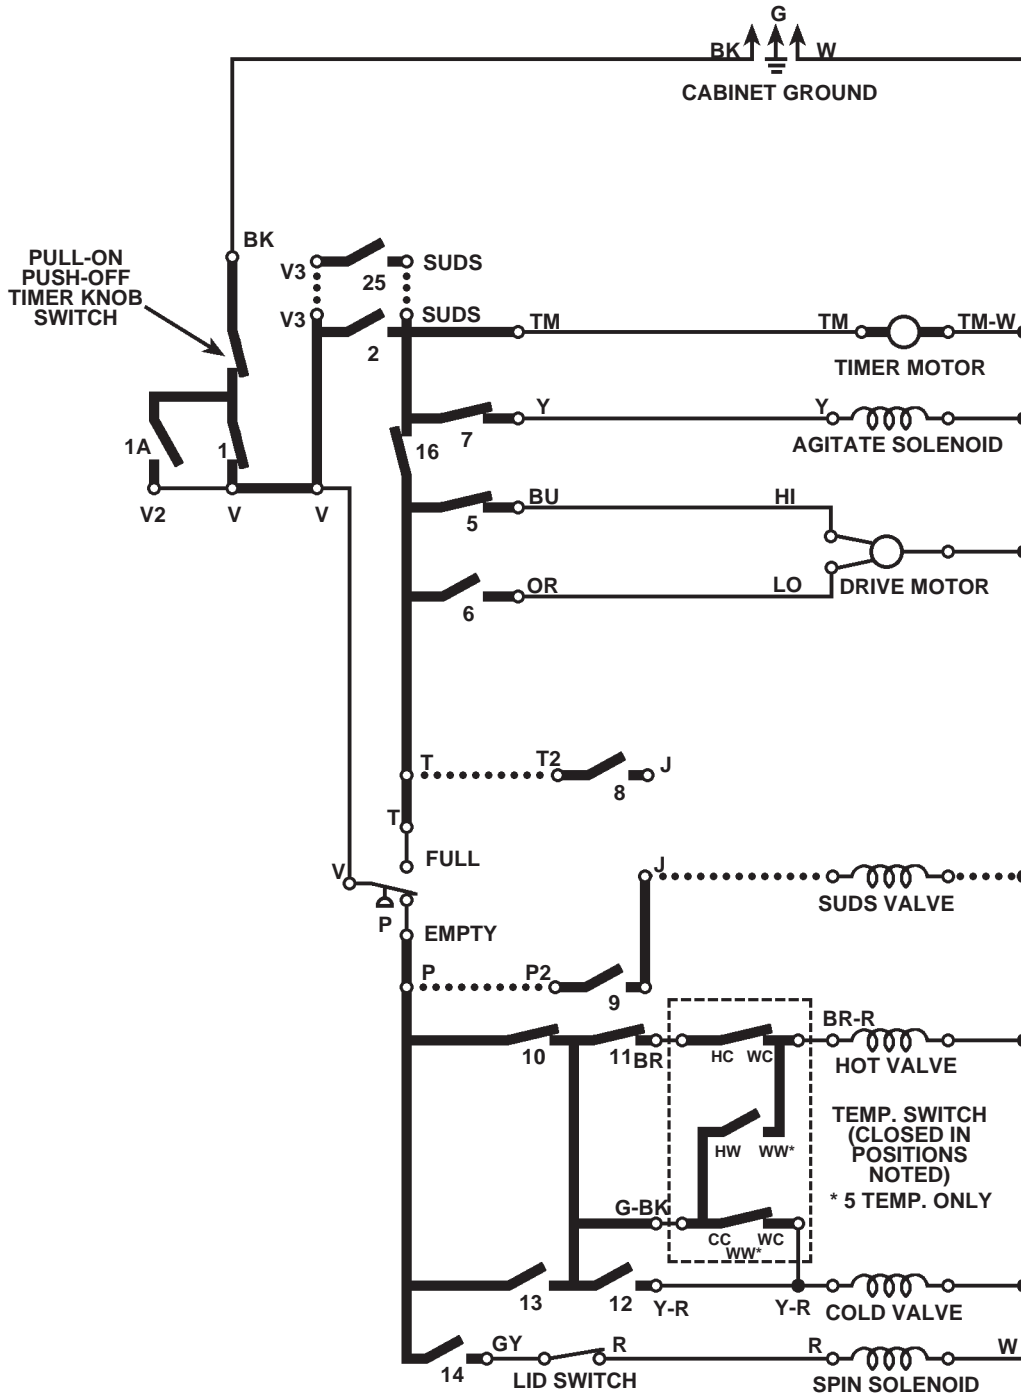 G
BK
W
CABINET GROUND
BK
PULL-ON
PUSH-OFF
TIMER KNOB
SWITCH
V3
25
SUDS
V3
2
SUDS
TM
TM
TM-W
TIMER MOTOR
1A
1
16
7
Y
Y
AGITATE SOLENOID
V2
V
V
5
BU
HI
6
OR
LO
DRIVE MOTOR
T
T2
8
J
T
FULL
V
P
EMPTY
J
SUDS VALVE
P
P2
9
10
11
BR
HC
WC
BR-R
HOT VALVE
HW
WW*
TEMP. SWITCH
(CLOSED IN
POSITIONS
NOTED)
* 5 TEMP. ONLY
G-BK
CC
WC
WW*
13
12
Y-R
Y-R
COLD VALVE
14
GY
R
LID SWITCH
R
W
SPIN SOLENOID